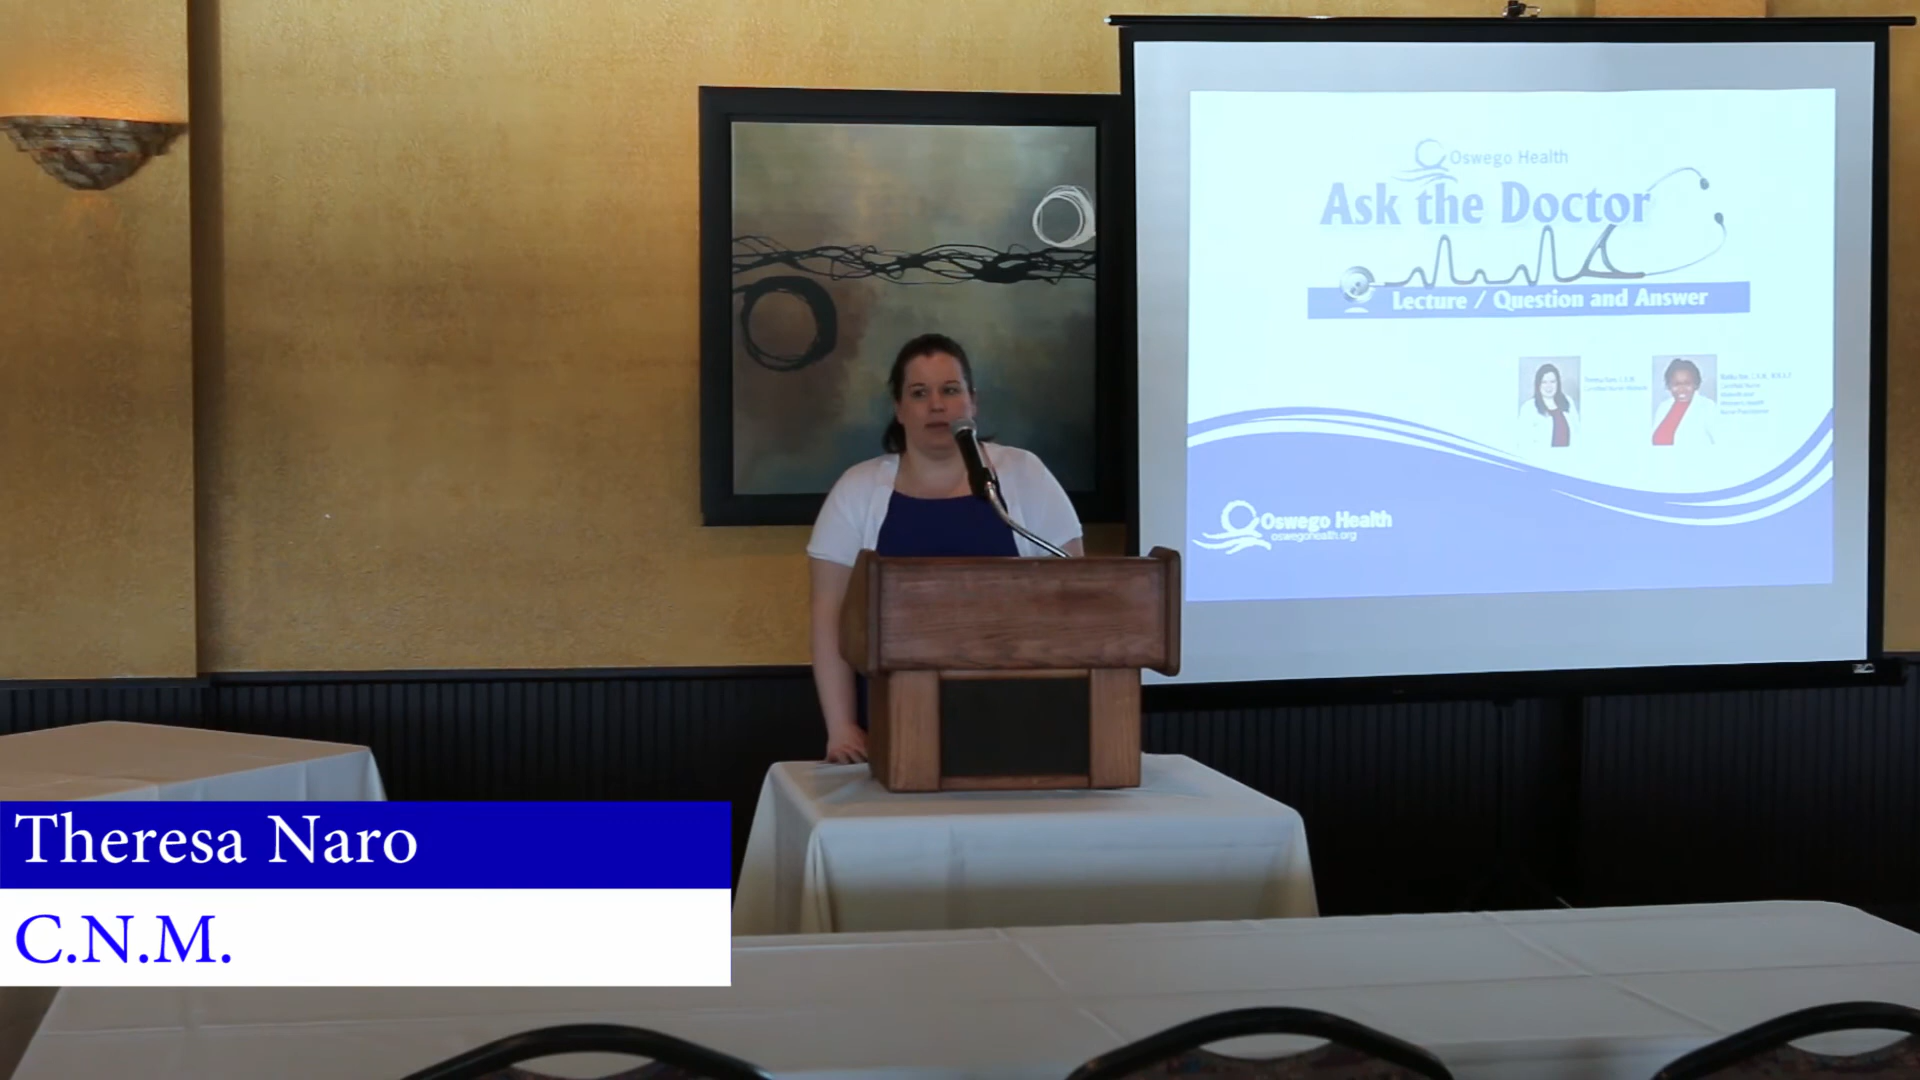 Oswego Health
Ask the Doctor
Lecture / Question and Answer
Oswego Health
oswegohealth.org
Theresa Naro
C.N.M.